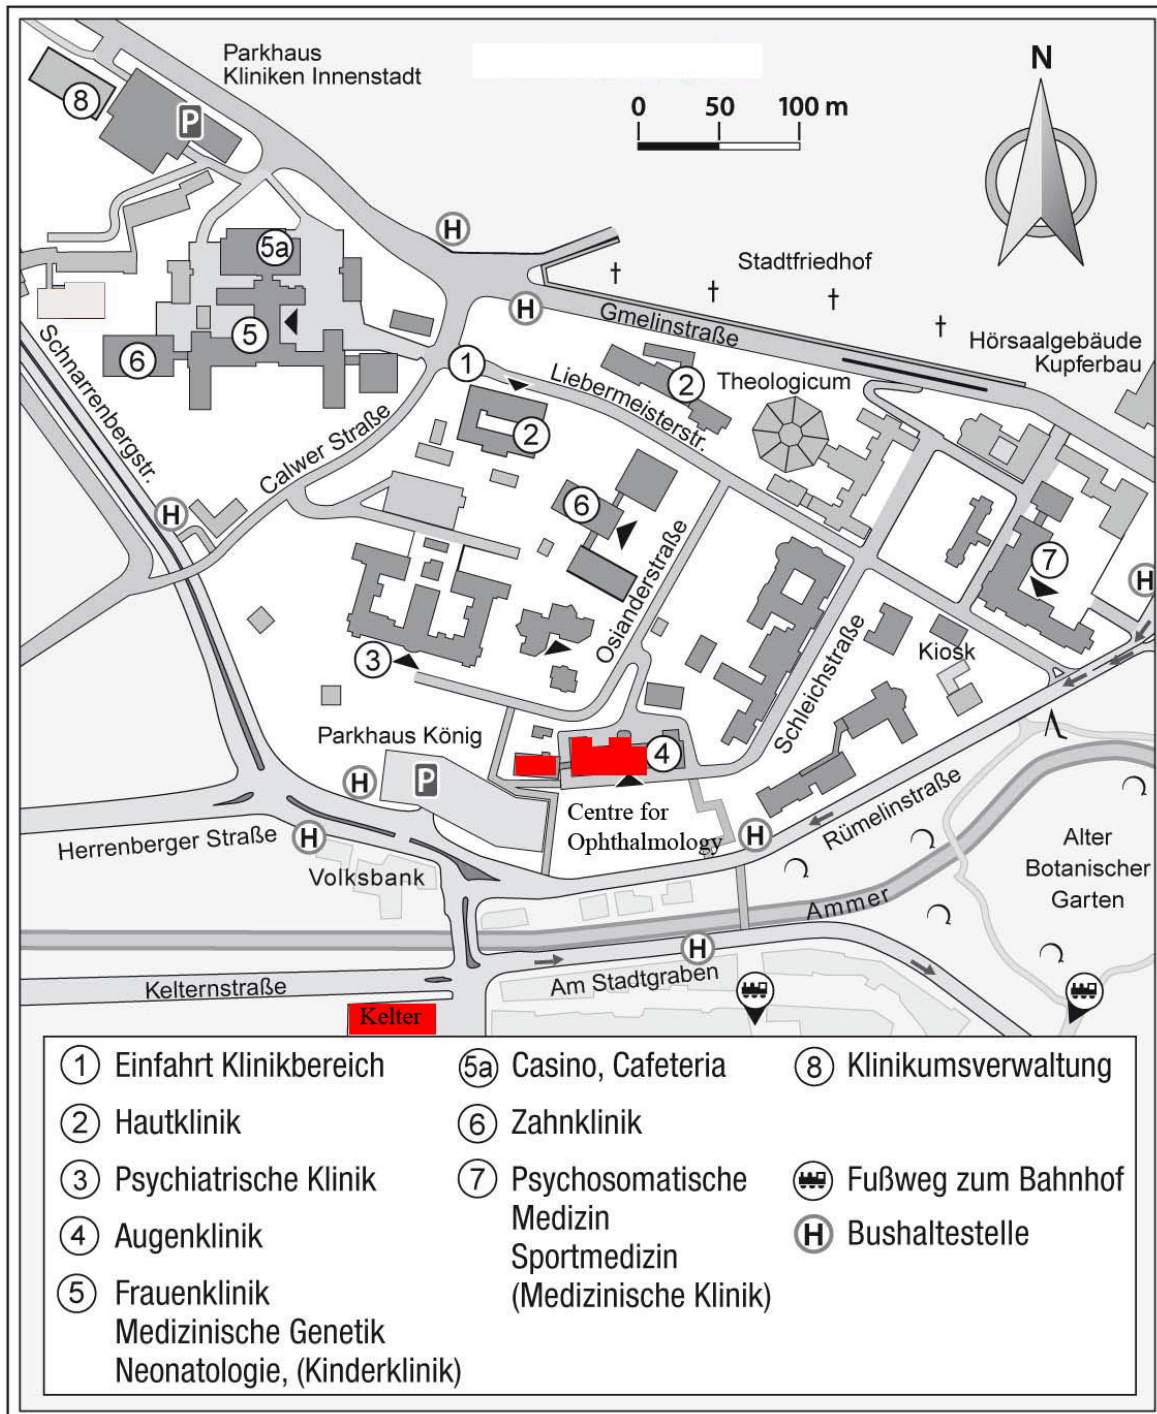 Parkhaus
Kliniken Innenstadt
0 50 100 m
N
8
P
H
5a
Stadtfriedhof
H
Gmelinstraße
Hörsaalgebäude
Kupferbau
5
6
1
Schnarrenbergstr.
Liebermeisterstr.
2
Theologicum
Calwer Straße
2
6
H
7
H
Osianderstraße
Schleichstraße
Kiosk
3
Parkhaus König
4
H
P
Centre for
Ophthalmology
H
Rümelinstraße
Herrenberger Straße
H
Volksbank
Alter
Botanischer
Garten
Ammer
H
Am Stadtgraben
Kelternstraße
Kelter
1 Einfahrt Klinikbereich
2 Hautklinik
3 Psychiatrische Klinik
4 Augenklinik
5 Frauenklinik
Medizinische Genetik
Neonatologie, (Kinderklinik)
5a Casino, Cafeteria
6 Zahnklinik
7 Psychosomatische
Medizin
Sportmedizin
(Medizinische Klinik)
8 Klinikumsverwaltung
Fußweg zum Bahnhof
H Bushaltestelle